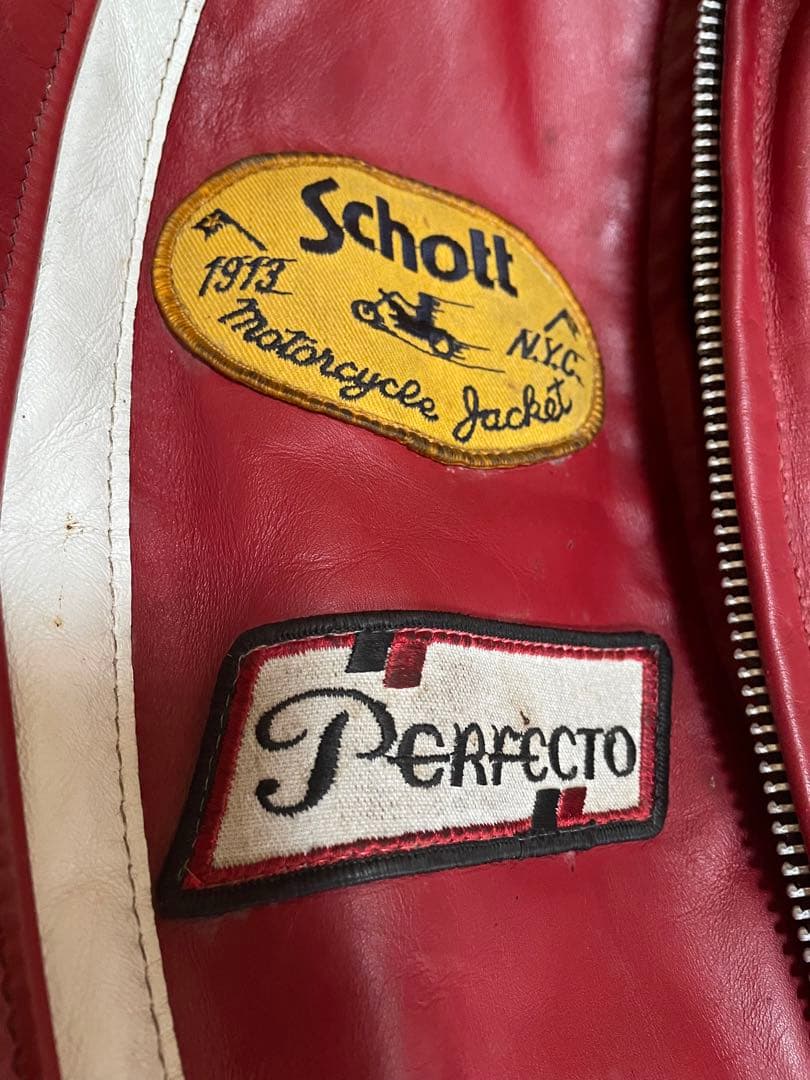 Schott
1913
N.Y.C.
Motorcycle Jacket
PERFECTO